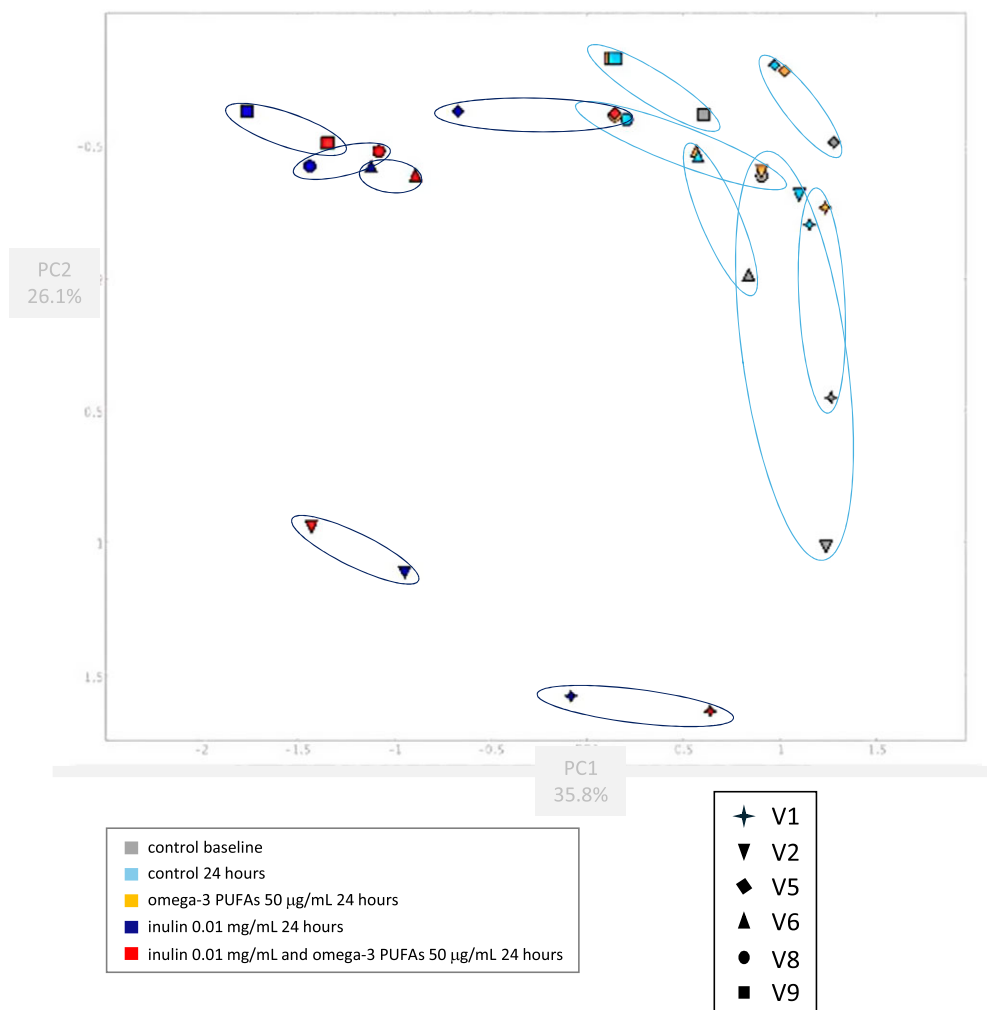 -0.5
PC2
26.1%
0.5
1
1.5
-2
-1.5
-1
-0.5
0.5
1
1.5
PC1
35.8%
control baseline
control 24 hours
omega-3 PUFAs 50 µg/mL 24 hours
inulin 0.01 mg/mL 24 hours
inulin 0.01 mg/mL and omega-3 PUFAs 50 µg/mL 24 hours
V1
V2
V5
V6
V8
V9